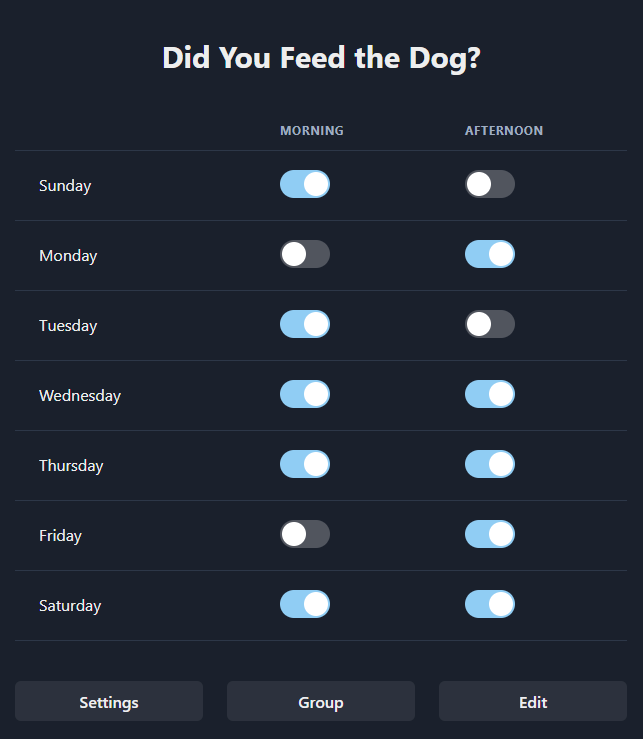 Did You Feed the Dog?
MORNING AFTERNOON
Sunday
Monday
Tuesday
Wednesday
Thursday
Friday
Saturday
Settings Group Edit